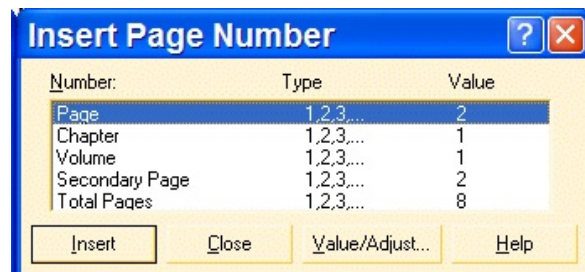 Insert Page Number ?
Number: Type Value
Page 1,2,3,... 2
Chapter 1,2,3,... 1
Volume 1,2,3,... 1
Secondary Page 1,2,3,... 2
Total Pages 1,2,3,... 8
Insert Close Value/Adjust... Help